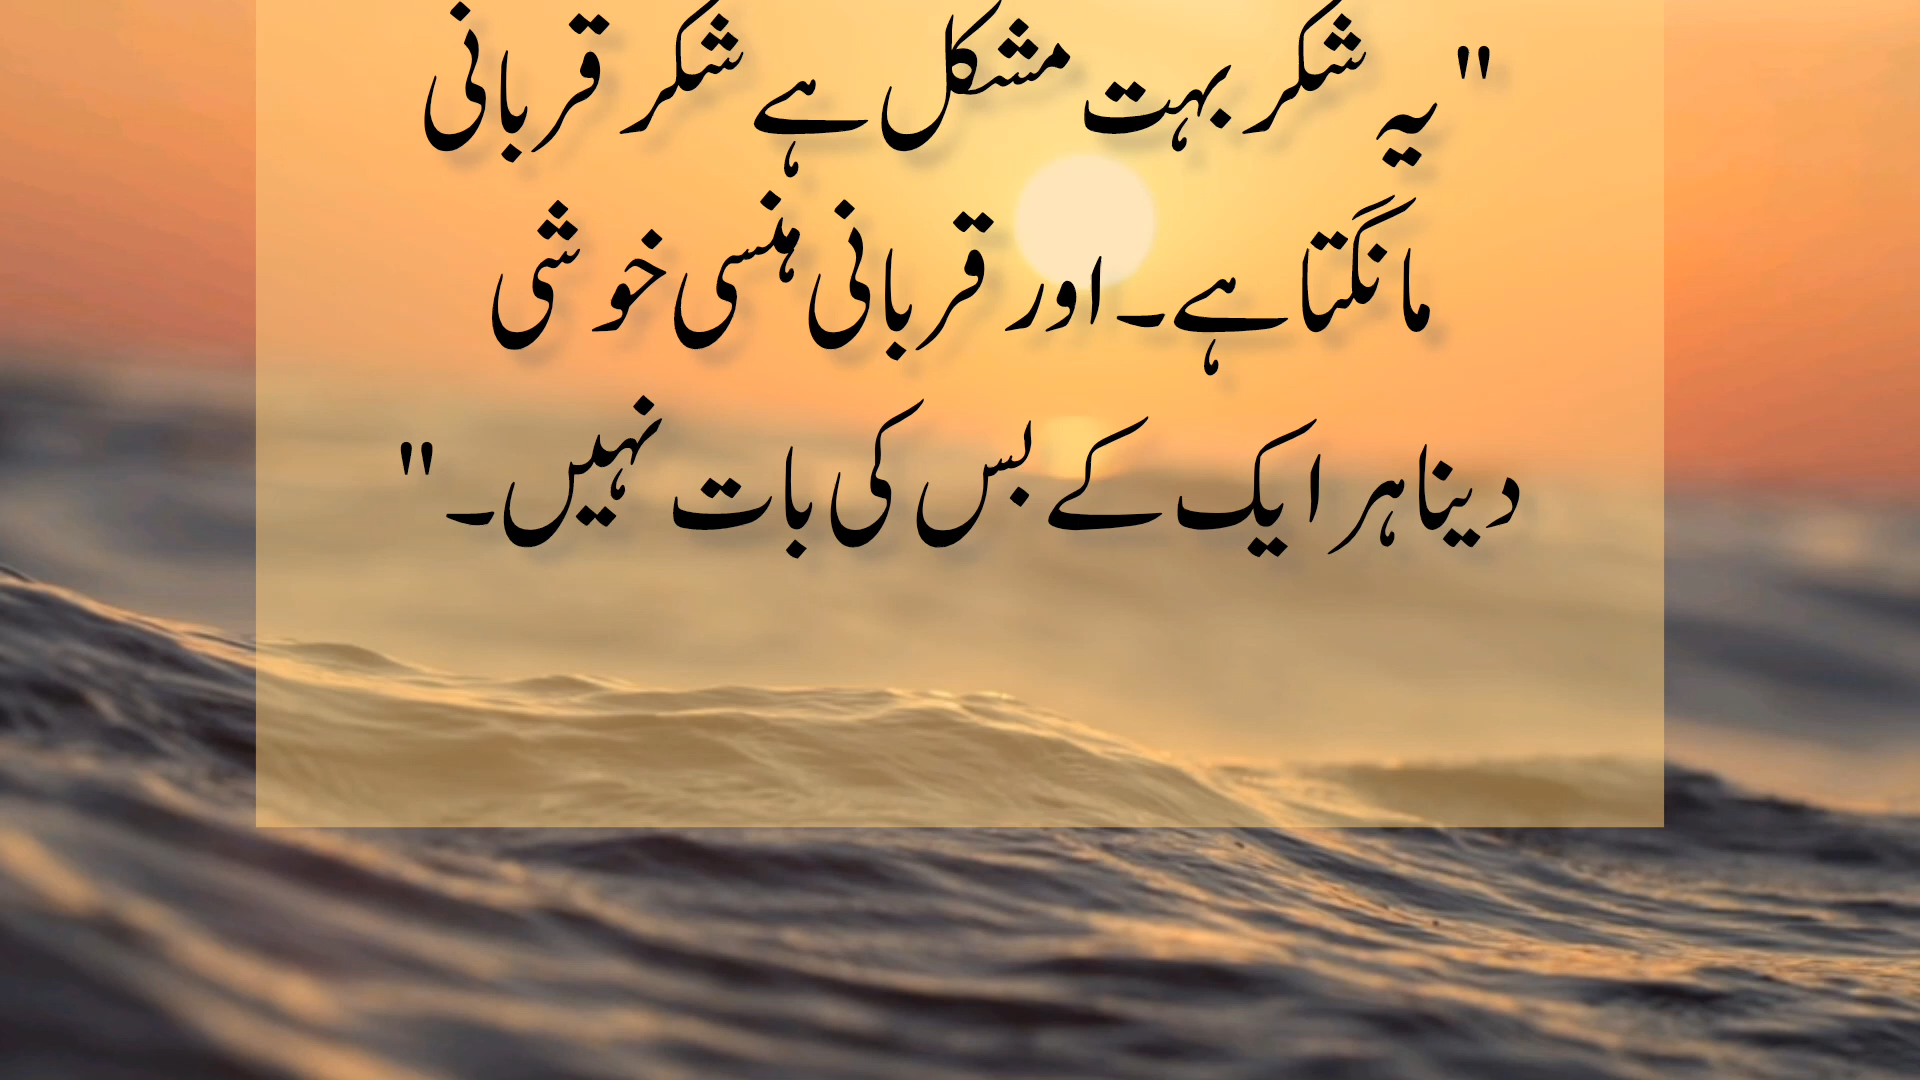 "یہ شکر بہت مشکل ہے شکر قربانی
مانگتا ہے۔ اور قربانی ہنسی خوشی
دینا ہر ایک کے بس کی بات نہیں۔"